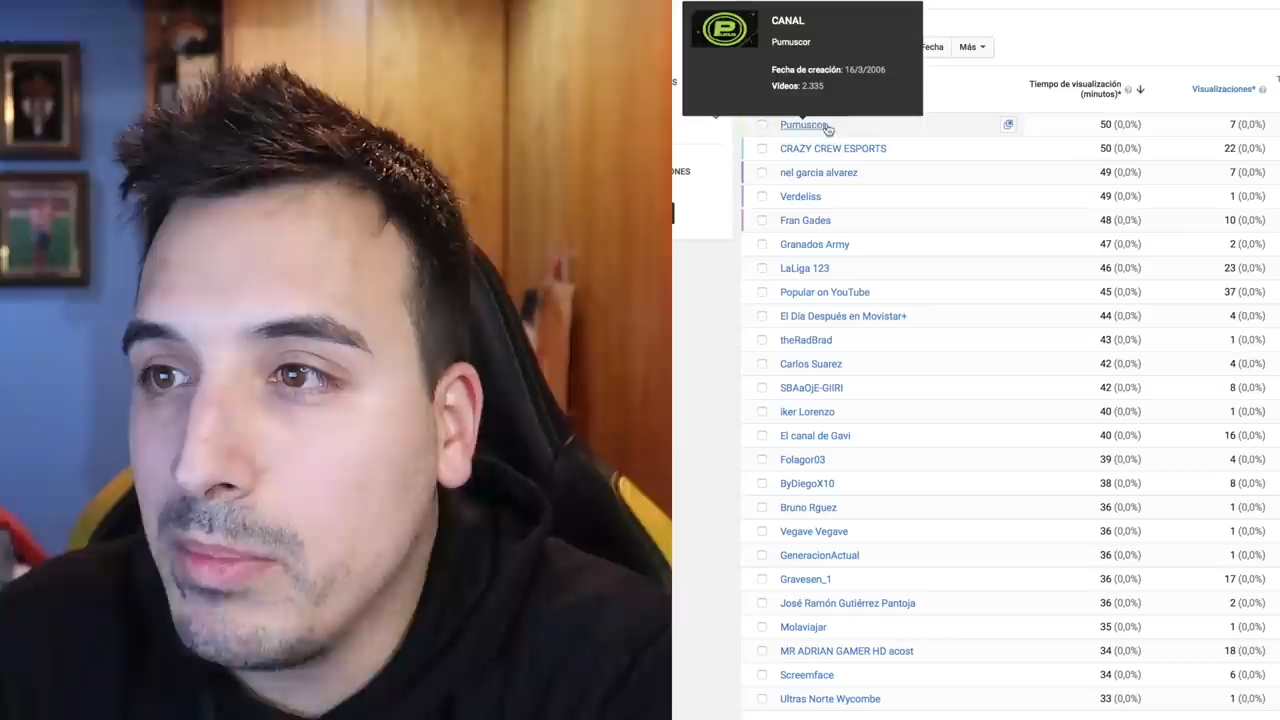 CANAL
Pumuscor
Fecha de creación: 16/3/2006
Vídeos: 2.335
Fecha
Más
Tiempo de visualización (minutos)*
Visualizaciones*
Pumuscor 50 (0,0%) 7 (0,0%)
CRAZY CREW ESPORTS 50 (0,0%) 22 (0,0%)
nel garcia alvarez 49 (0,0%) 7 (0,0%)
Verdeliss 49 (0,0%) 1 (0,0%)
Fran Gades 48 (0,0%) 10 (0,0%)
Granados Army 47 (0,0%) 2 (0,0%)
LaLiga 123 46 (0,0%) 23 (0,0%)
Popular on YouTube 45 (0,0%) 37 (0,0%)
El Día Después en Movistar+ 44 (0,0%) 4 (0,0%)
theRadBrad 43 (0,0%) 1 (0,0%)
Carlos Suarez 42 (0,0%) 4 (0,0%)
SBAaOjE-GIIRI 42 (0,0%) 8 (0,0%)
iker Lorenzo 40 (0,0%) 1 (0,0%)
El canal de Gavi 40 (0,0%) 16 (0,0%)
Folagor03 39 (0,0%) 4 (0,0%)
ByDiegoX10 38 (0,0%) 8 (0,0%)
Bruno Rguez 36 (0,0%) 1 (0,0%)
Vegave Vegave 36 (0,0%) 1 (0,0%)
GeneracionActual 36 (0,0%) 1 (0,0%)
Gravesen_1 36 (0,0%) 17 (0,0%)
José Ramón Gutiérrez Pantoja 36 (0,0%) 2 (0,0%)
Molaviajar 35 (0,0%) 1 (0,0%)
MR ADRIAN GAMER HD acost 34 (0,0%) 18 (0,0%)
Screemface 34 (0,0%) 6 (0,0%)
Ultras Norte Wycombe 33 (0,0%) 1 (0,0%)